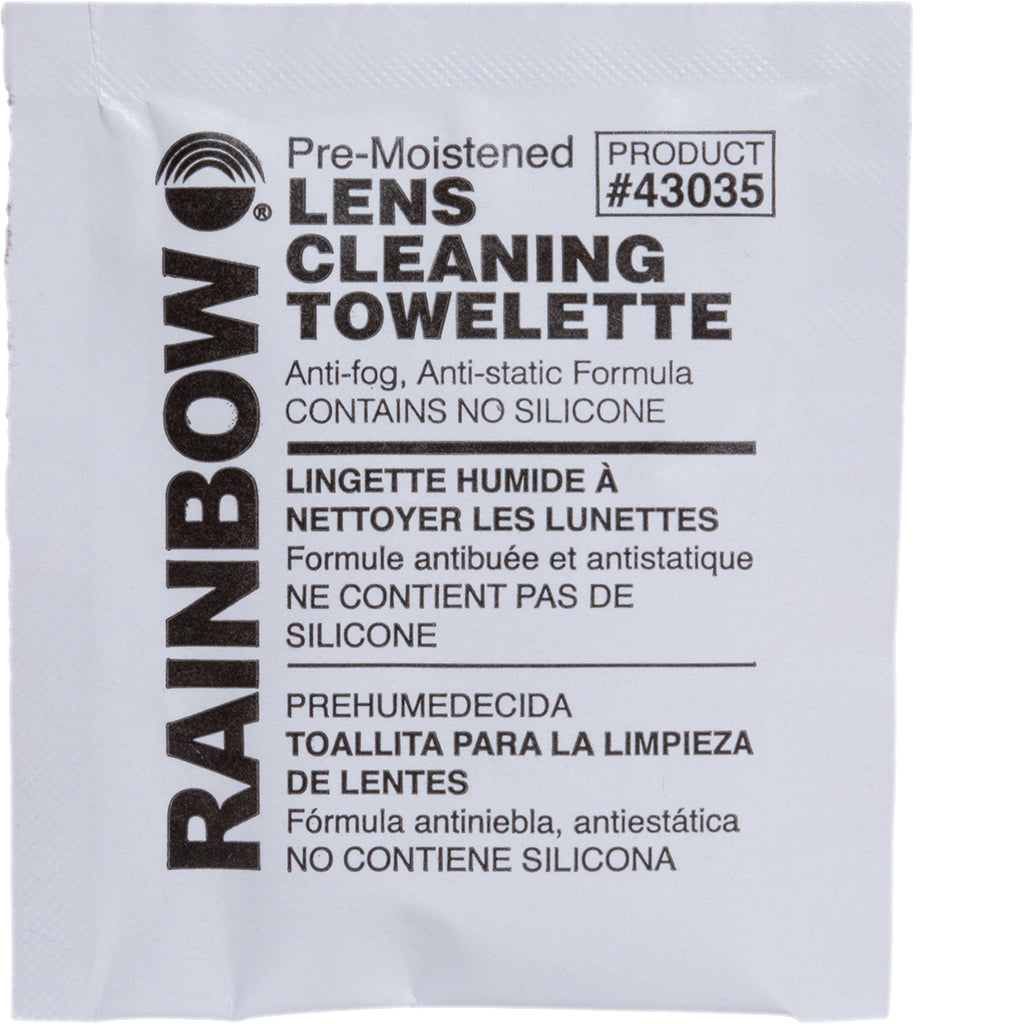 RAINBOW®
Pre-Moistened
LENS
CLEANING
TOWELETTE
PRODUCT
#43035
Anti-fog, Anti-static Formula
CONTAINS NO SILICONE
LINGETTE HUMIDE À
NETTOYER LES LUNETTES
Formule antibuée et antistatique
NE CONTIENT PAS DE
SILICONE
PREHUMEDECIDA
TOALLITA PARA LA LIMPIEZA
DE LENTES
Fórmula antiniebla, antiestática
NO CONTIENE SILICONA